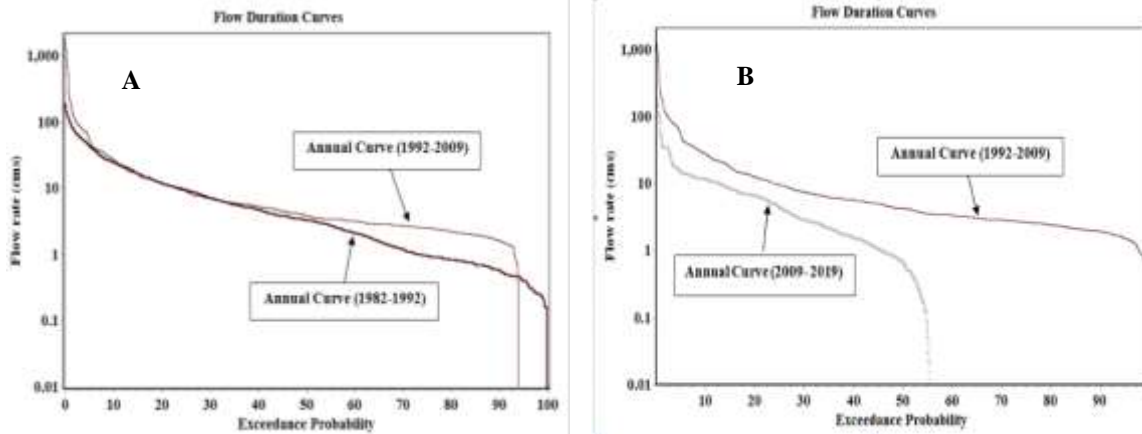 Flow Duration Curves
A
1,000
100
10
1
0.1
0.01
Flow rate (cms)
Annual Curve (1992-2009)
Annual Curve (1982-1992)
0 10 20 30 40 50 60 70 80 90 100
Exceedance Probability
Flow Duration Curves
B
1,000
100
10
1
0.1
0.01
Flow rate (cms)
Annual Curve (1992-2009)
Annual Curve (2009-2019)
10 20 30 40 50 60 70 80 90
Exceedance Probability